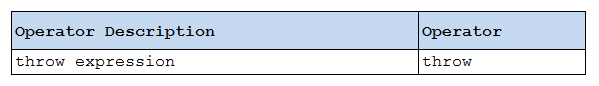 Operator Description Operator
throw expression throw